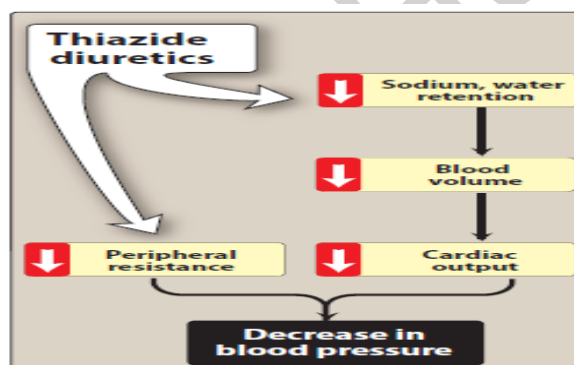 Thiazide
diuretics
Sodium, water
retention
Blood
volume
Peripheral
resistance
Cardiac
output
Decrease in
blood pressure